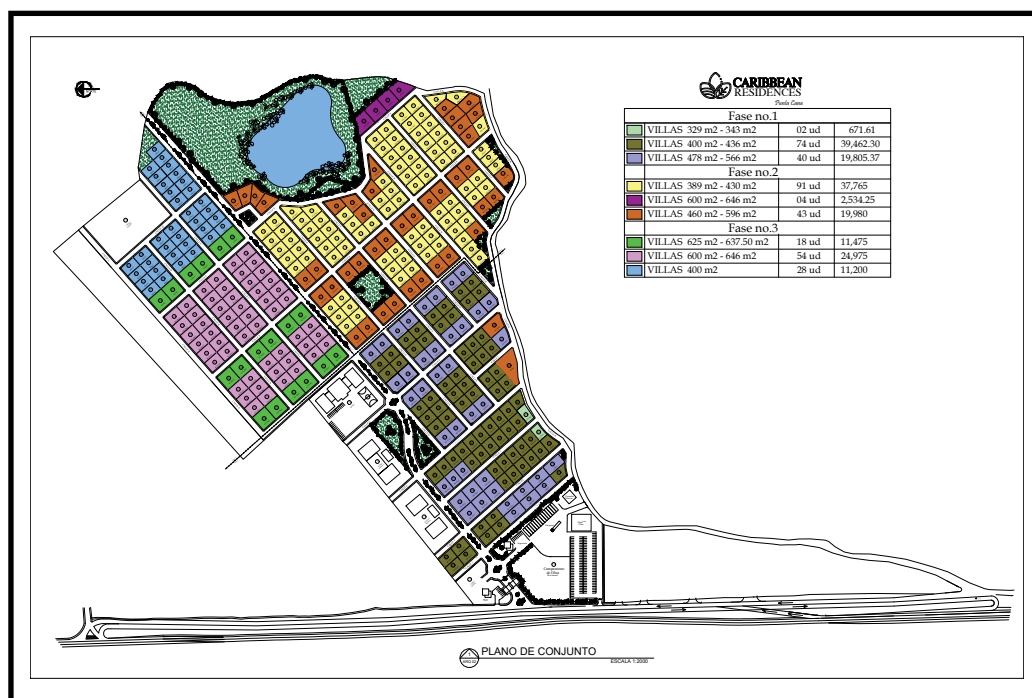 CARIBBEAN
RESIDENCES
Punta Cana
Fase no.1
VILLAS 329 m2 - 343 m2 02 ud 671.61
VILLAS 400 m2 - 436 m2 74 ud 39,462.30
VILLAS 478 m2 - 566 m2 40 ud 19,805.37
Fase no.2
VILLAS 389 m2 - 430 m2 91 ud 37,765
VILLAS 600 m2 - 646 m2 04 ud 2,534.25
VILLAS 460 m2 - 596 m2 43 ud 19,980
Fase no.3
VILLAS 625 m2 - 637.50 m2 18 ud 11,475
VILLAS 600 m2 - 646 m2 54 ud 24,975
VILLAS 400 m2 28 ud 11,200
PLANO DE CONJUNTO
ESCALA 1:2000